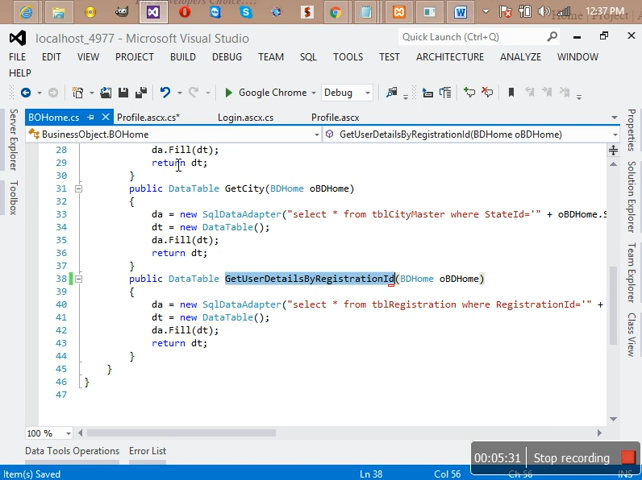 Developers Choice...
Home | Project | A
12:37 PM
localhost_4977 - Microsoft Visual Studio
Quick Launch (Ctrl+Q)
FILE EDIT VIEW PROJECT BUILD DEBUG TEAM SQL TOOLS TEST ARCHITECTURE ANALYZE WINDOW
HELP
Google Chrome Debug
BOHome.cs Profile.ascx.cs* Login.ascx.cs Profile.ascx
BusinessObject.BOHome GetUserDetailsByRegistrationId(BDHome oBDHome)
28 da.Fill(dt);
29 return dt;
30 }
31 public DataTable GetCity(BDHome oBDHome)
32 {
33 da = new SqlDataAdapter("select * from tblCityMaster where StateId='" + oBDHome.S
34 dt = new DataTable();
35 da.Fill(dt);
36 return dt;
37 }
38 public DataTable GetUserDetailsByRegistrationId(BDHome oBDHome)
39 {
40 da = new SqlDataAdapter("select * from tblRegistration where RegistrationId='" +
41 dt = new DataTable();
42 da.Fill(dt);
43 return dt;
44 }
45 }
46 }
47
Server Explorer
Toolbox
Properties
Solution Explorer
Team Explorer
Class View
100 %
Data Tools Operations Error List
00:05:31 Stop recording
Item(s) Saved Ln 38 Col 56 Ch 56 INS